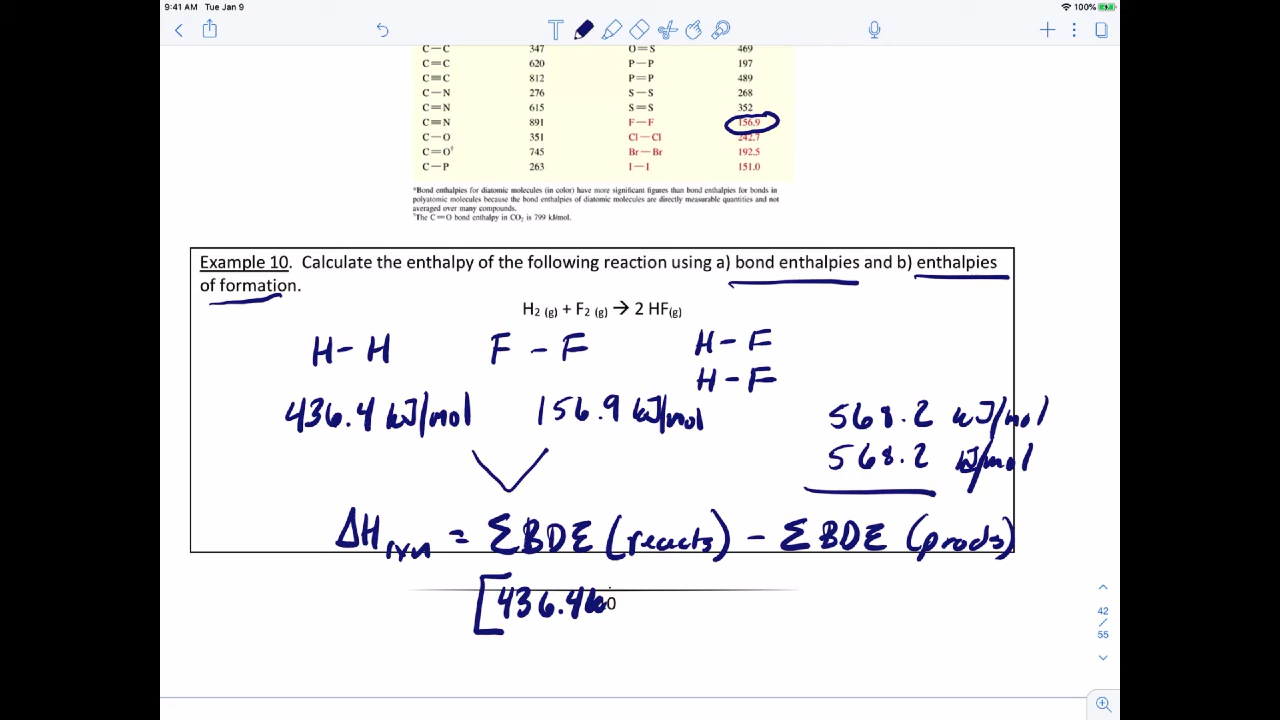 9:41 AM Tue Jan 9
100%
C—C 347 O=S 469
C=C 620 P—P 197
C≡C 812 P=P 489
C—N 276 S—S 268
C=N 615 S=S 352
C≡N 891 F—F 156.9
C—O 351 Cl—Cl 242.7
C=O† 745 Br—Br 192.5
C—P 263 I—I 151.0
*Bond enthalpies for diatomic molecules (in color) have more significant figures than bond enthalpies for bonds in
polyatomic molecules because the bond enthalpies of diatomic molecules are directly measurable quantities and not
averaged over many compounds.
†The C=O bond enthalpy in CO₂ is 799 kJ/mol.
Example 10. Calculate the enthalpy of the following reaction using a) bond enthalpies and b) enthalpies
of formation.
H₂ (g) + F₂ (g) → 2 HF(g)
H–H F–F H–F
H–F
436.4 kJ/mol 156.9 kJ/mol 568.2 kJ/mol
568.2 kJ/mol
ΔHrxn = ΣBDE (reacts) – ΣBDE (prods)
[436.4 k
42
/
55